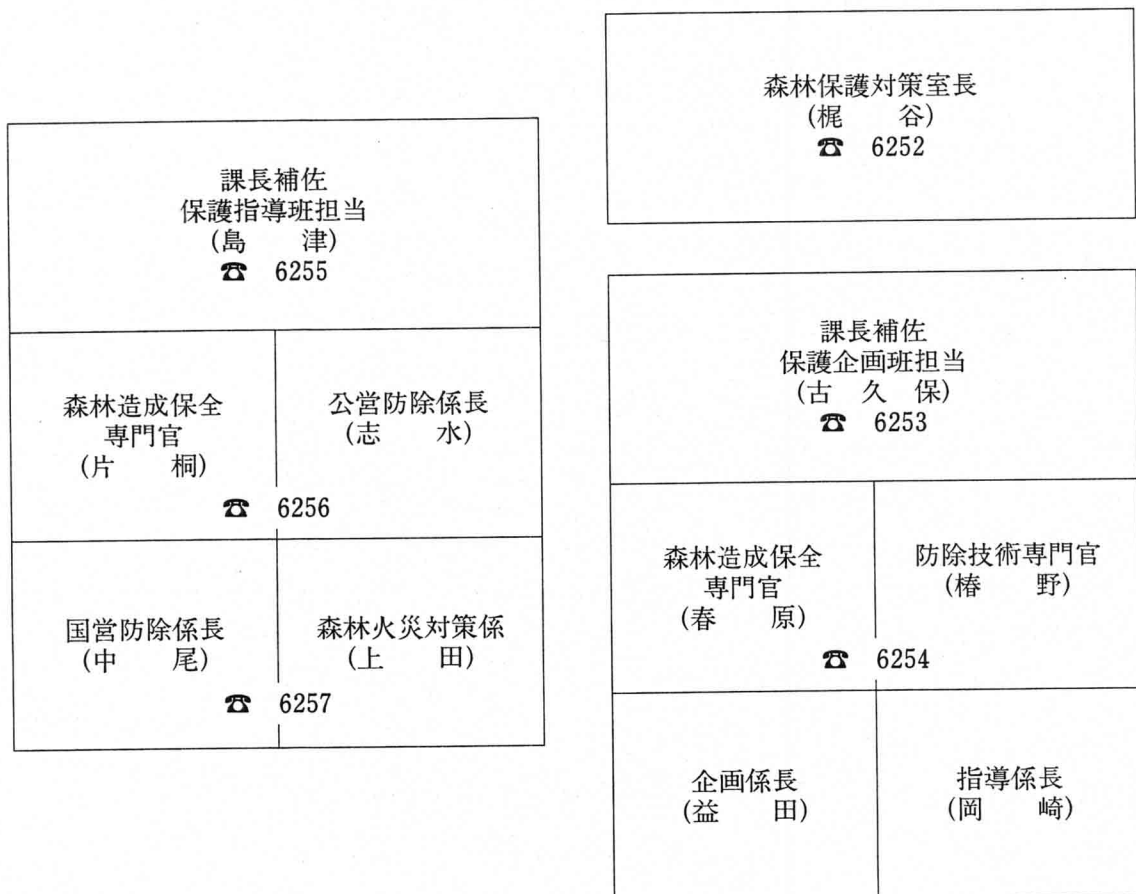 森林保護対策室長
(梶　　谷)
☎ 6252
課長補佐
保護指導班担当
(島　　津)
☎ 6255
森林造成保全
専門官
(片　　桐)
公営防除係長
(志　　水)
☎ 6256
国営防除係長
(中　　尾)
森林火災対策係
(上　　田)
☎ 6257
課長補佐
保護企画班担当
(古　久　保)
☎ 6253
森林造成保全
専門官
(春　　原)
防除技術専門官
(椿　　野)
☎ 6254
企画係長
(益　　田)
指導係長
(岡　　崎)